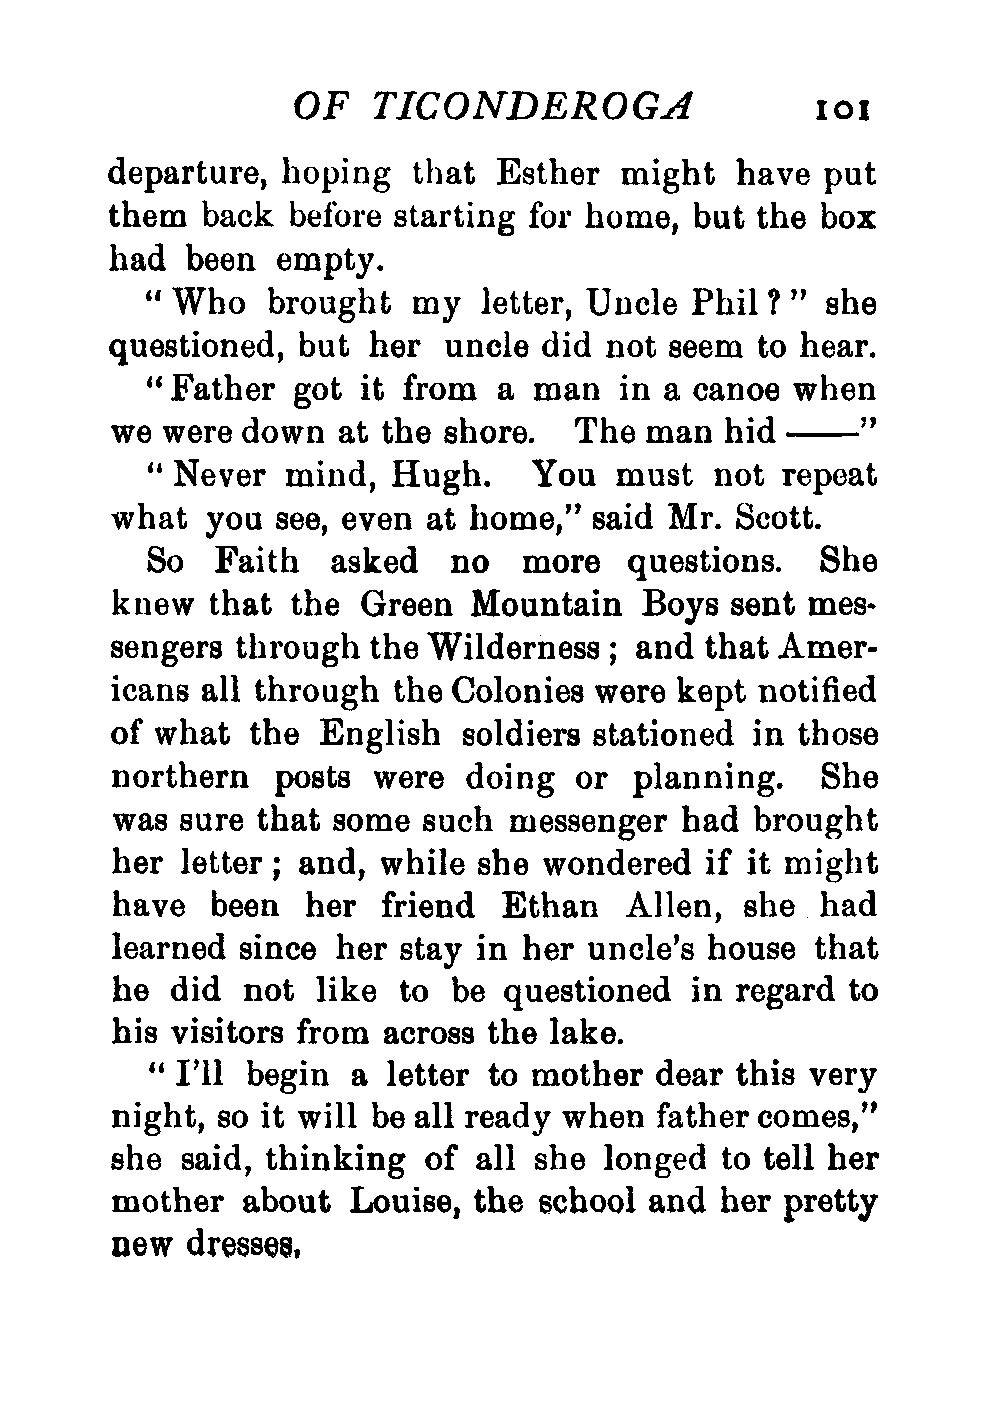 OF TICONDEROGA 101
departure, hoping that Esther might have put
them back before starting for home, but the box
had been empty.
" Who brought my letter, Uncle Phil ? " she
questioned, but her uncle did not seem to hear.
" Father got it from a man in a canoe when
we were down at the shore. The man hid ——"
" Never mind, Hugh. You must not repeat
what you see, even at home," said Mr. Scott.
So Faith asked no more questions. She
knew that the Green Mountain Boys sent mes-
sengers through the Wilderness ; and that Amer-
icans all through the Colonies were kept notified
of what the English soldiers stationed in those
northern posts were doing or planning. She
was sure that some such messenger had brought
her letter ; and, while she wondered if it might
have been her friend Ethan Allen, she had
learned since her stay in her uncle's house that
he did not like to be questioned in regard to
his visitors from across the lake.
" I'll begin a letter to mother dear this very
night, so it will be all ready when father comes,"
she said, thinking of all she longed to tell her
mother about Louise, the school and her pretty
new dresses.